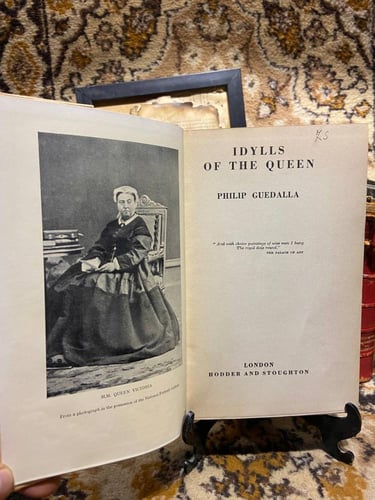 H.M. QUEEN VICTORIA
From a photograph in the possession of the National Portrait Gallery
IDYLLS
OF THE QUEEN
PHILIP GUEDALLA
"And with choice paintings of wise men I hung
The royal dais round."
THE PALACE OF ART
LONDON
HODDER AND STOUGHTON